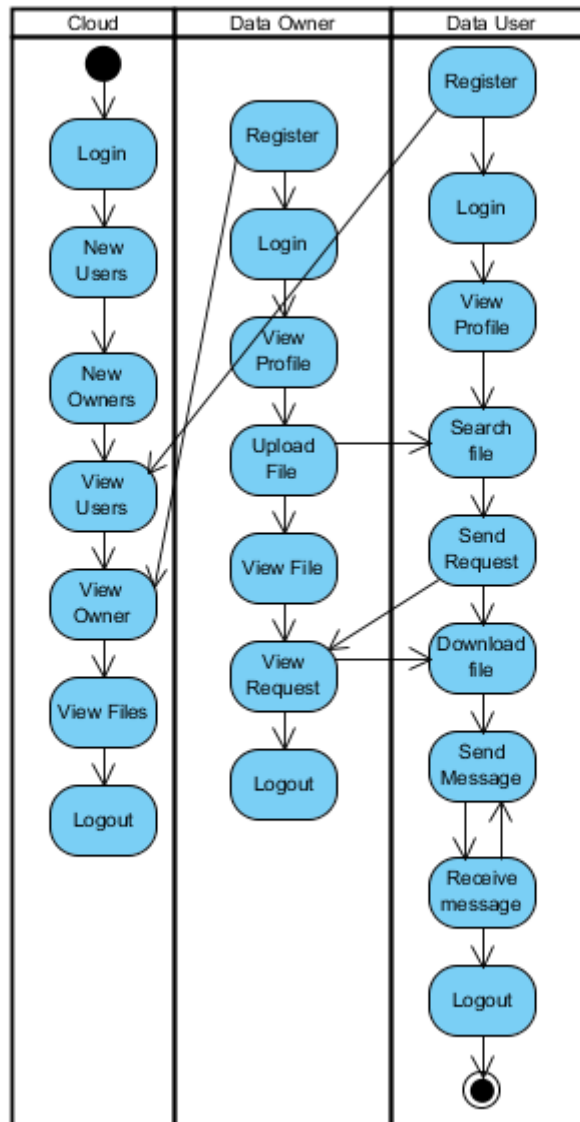 Cloud
Data Owner
Data User
Login
New
Users
New
Owners
View
Users
View
Owner
View Files
Logout
Register
Login
View
Profile
Upload
File
View File
View
Request
Logout
Register
Login
View
Profile
Search
file
Send
Request
Download
file
Send
Message
Receive
message
Logout